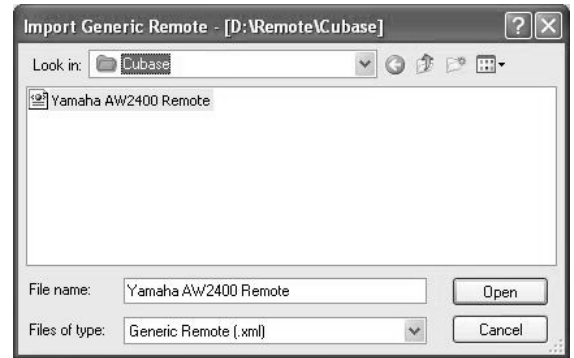 Import Generic Remote - [D:\Remote\Cubase]
Look in: Cubase
Yamaha AW2400 Remote
File name: Yamaha AW2400 Remote Open
Files of type: Generic Remote (.xml) Cancel